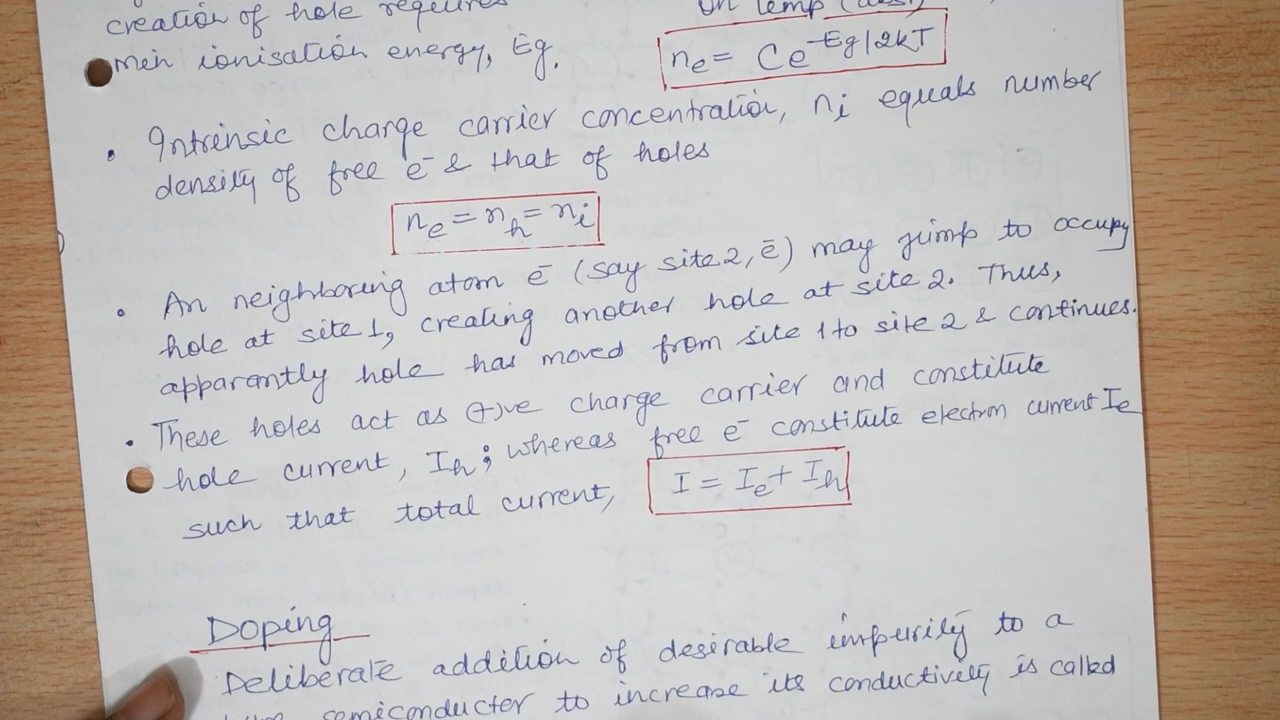 creation of hole requires
min ionisation energy, Eg.
on temp
ne = Ce^-Eg/2kT
• Intrinsic charge carrier concentration, ni equals number
density of free e⁻ & that of holes
ne = nh = ni
• An neighboring atom e⁻ (say site 2, e⁻) may jump to occupy
hole at site 1, creating another hole at site 2. Thus,
apparantly hole has moved from site 1 to site 2 & continues.
• These holes act as (+)ve charge carrier and constitute
hole current, Ih; whereas free e⁻ constitute electron current Ie
such that total current, I = Ie + Ih
Doping
Deliberate addition of desirable impurity to a
semiconductor to increase its conductively is called